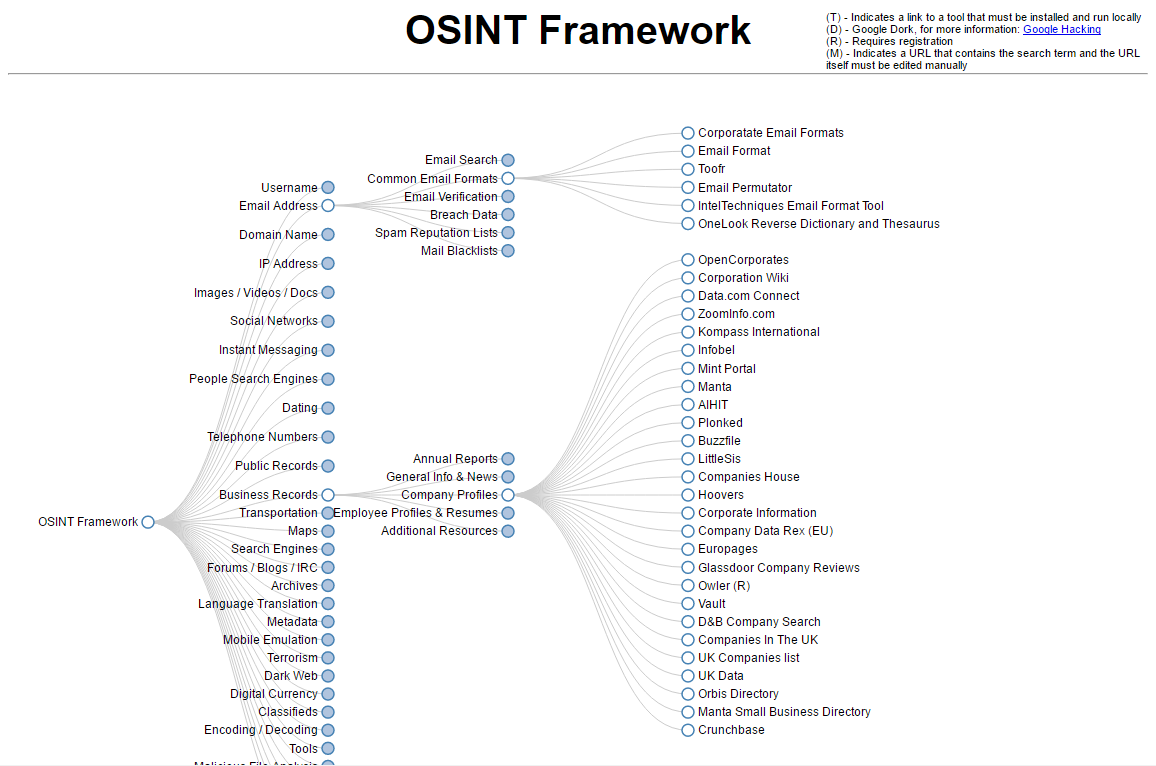 OSINT Framework
(T) - Indicates a link to a tool that must be installed and run locally
(D) - Google Dork, for more information: Google Hacking
(R) - Requires registration
(M) - Indicates a URL that contains the search term and the URL
itself must be edited manually
OSINT Framework
Username
Email Address
Domain Name
IP Address
Images / Videos / Docs
Social Networks
Instant Messaging
People Search Engines
Dating
Telephone Numbers
Public Records
Business Records
Transportation
Maps
Search Engines
Forums / Blogs / IRC
Archives
Language Translation
Metadata
Mobile Emulation
Terrorism
Dark Web
Digital Currency
Classifieds
Encoding / Decoding
Tools
Malicious File Analysis
Email Search
Common Email Formats
Email Verification
Breach Data
Spam Reputation Lists
Mail Blacklists
Annual Reports
General Info & News
Company Profiles
Employee Profiles & Resumes
Additional Resources
Corporatate Email Formats
Email Format
Toofr
Email Permutator
IntelTechniques Email Format Tool
OneLook Reverse Dictionary and Thesaurus
OpenCorporates
Corporation Wiki
Data.com Connect
ZoomInfo.com
Kompass International
Infobel
Mint Portal
Manta
AIHIT
Plonked
Buzzfile
LittleSis
Companies House
Hoovers
Corporate Information
Company Data Rex (EU)
Europages
Glassdoor Company Reviews
Owler (R)
Vault
D&B Company Search
Companies In The UK
UK Companies list
UK Data
Orbis Directory
Manta Small Business Directory
Crunchbase